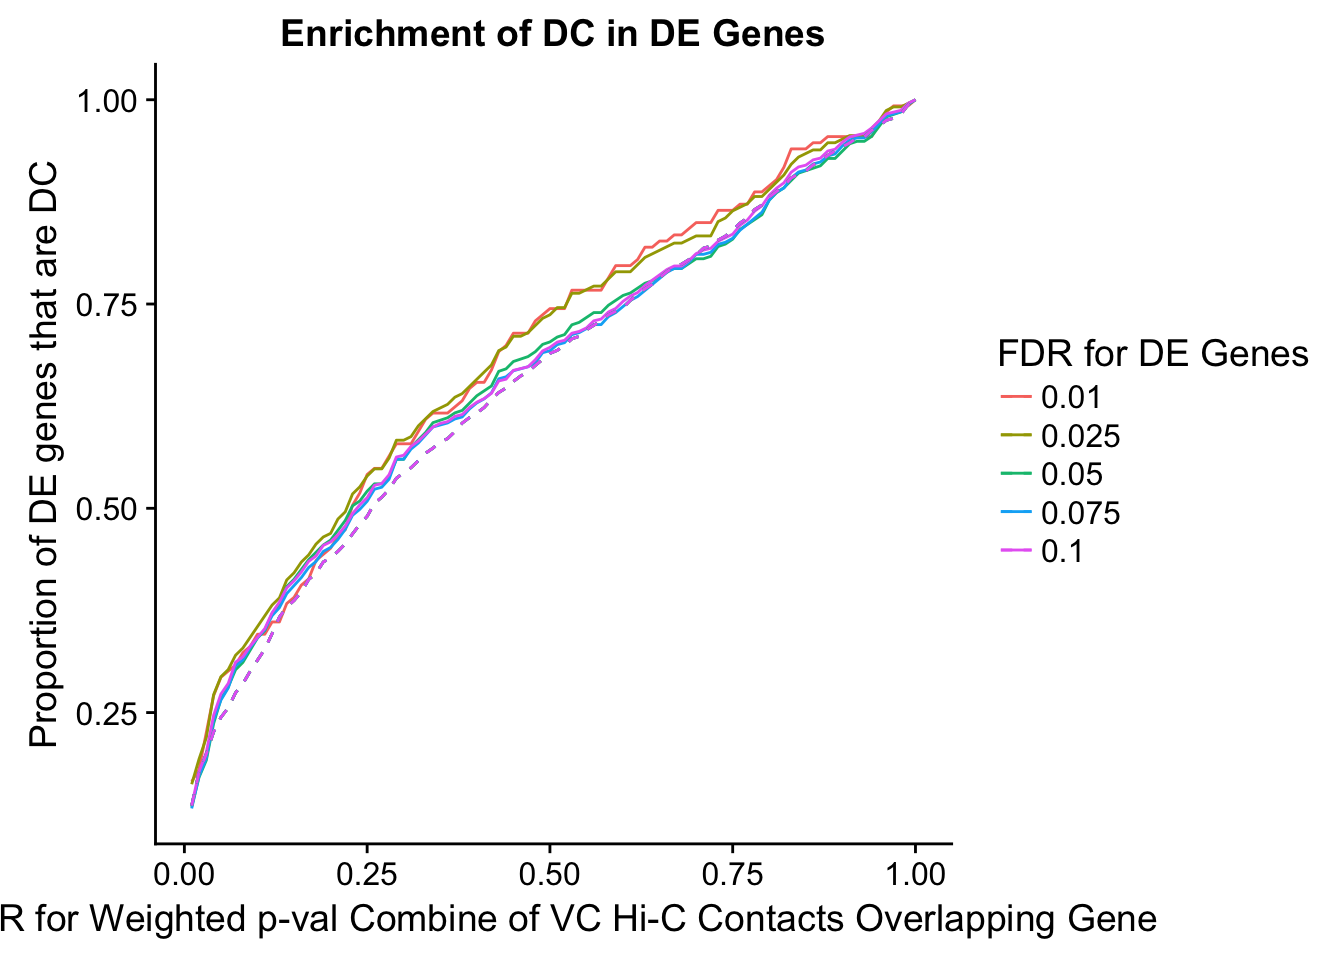 Enrichment of DC in DE Genes
Proportion of DE genes that are DC
1.00
0.75
0.50
0.25
0.00 0.25 0.50 0.75 1.00
R for Weighted p-val Combine of VC Hi-C Contacts Overlapping Gene
FDR for DE Genes
0.01
0.025
0.05
0.075
0.1